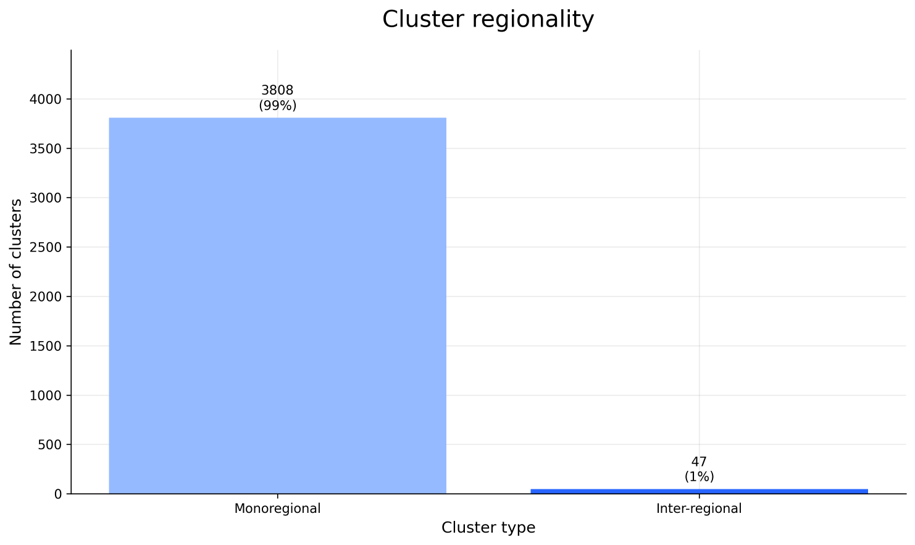 Cluster regionality
Number of clusters
4000
3500
3000
2500
2000
1500
1000
500
0
3808
(99%)
47
(1%)
Monoregional
Inter-regional
Cluster type